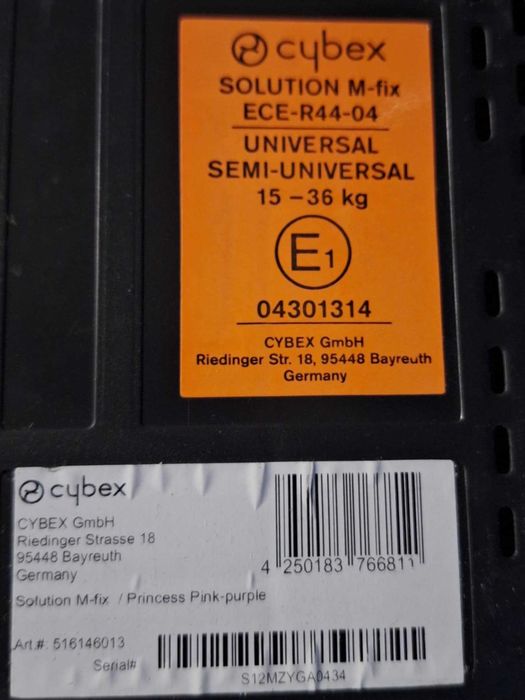 cybex
SOLUTION M-fix
ECE-R44-04
UNIVERSAL
SEMI-UNIVERSAL
15 – 36 kg
E1
04301314
CYBEX GmbH
Riedinger Str. 18, 95448 Bayreuth
Germany
cybex
CYBEX GmbH
Riedinger Strasse 18
95448 Bayreuth
Germany
4 250183 766811
Solution M-fix / Princess Pink-purple
Art.#: 516146013
Serial#
S12MZYGA0434